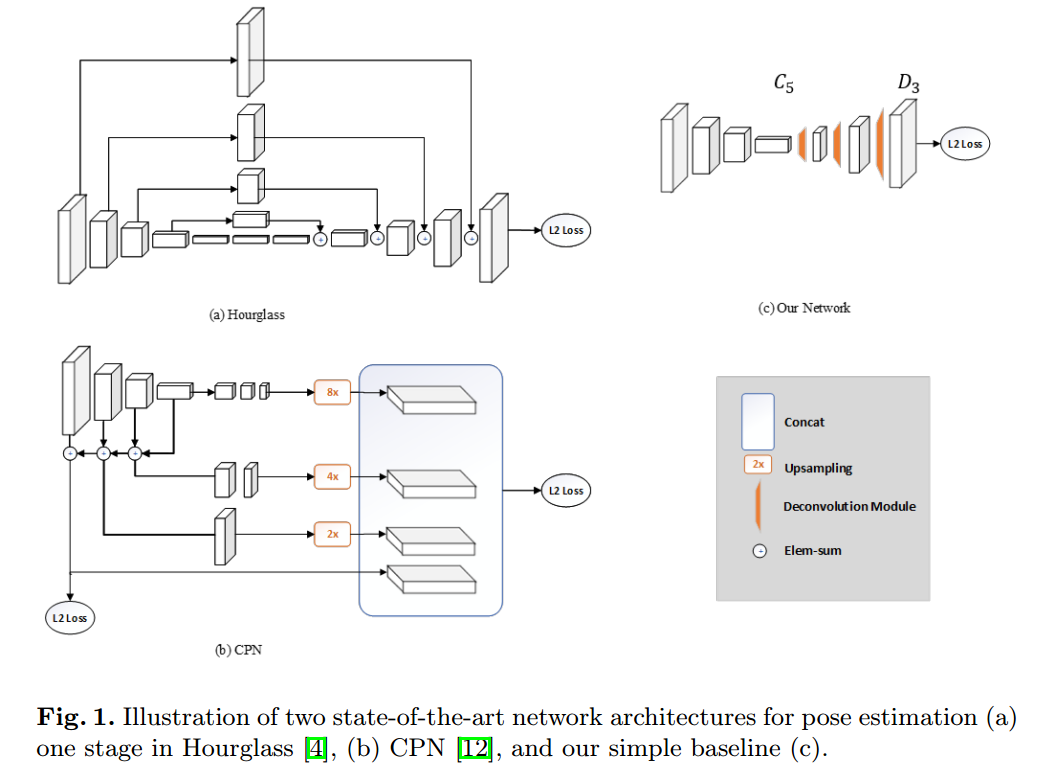 C5
D3
L2 Loss
L2 Loss
(a) Hourglass
(c) Our Network
8x
4x
L2 Loss
2x
L2 Loss
(b) CPN
Concat
2x
Upsampling
Deconvolution Module
Elem-sum
Fig. 1. Illustration of two state-of-the-art network architectures for pose estimation (a)
one stage in Hourglass [4], (b) CPN [12], and our simple baseline (c).